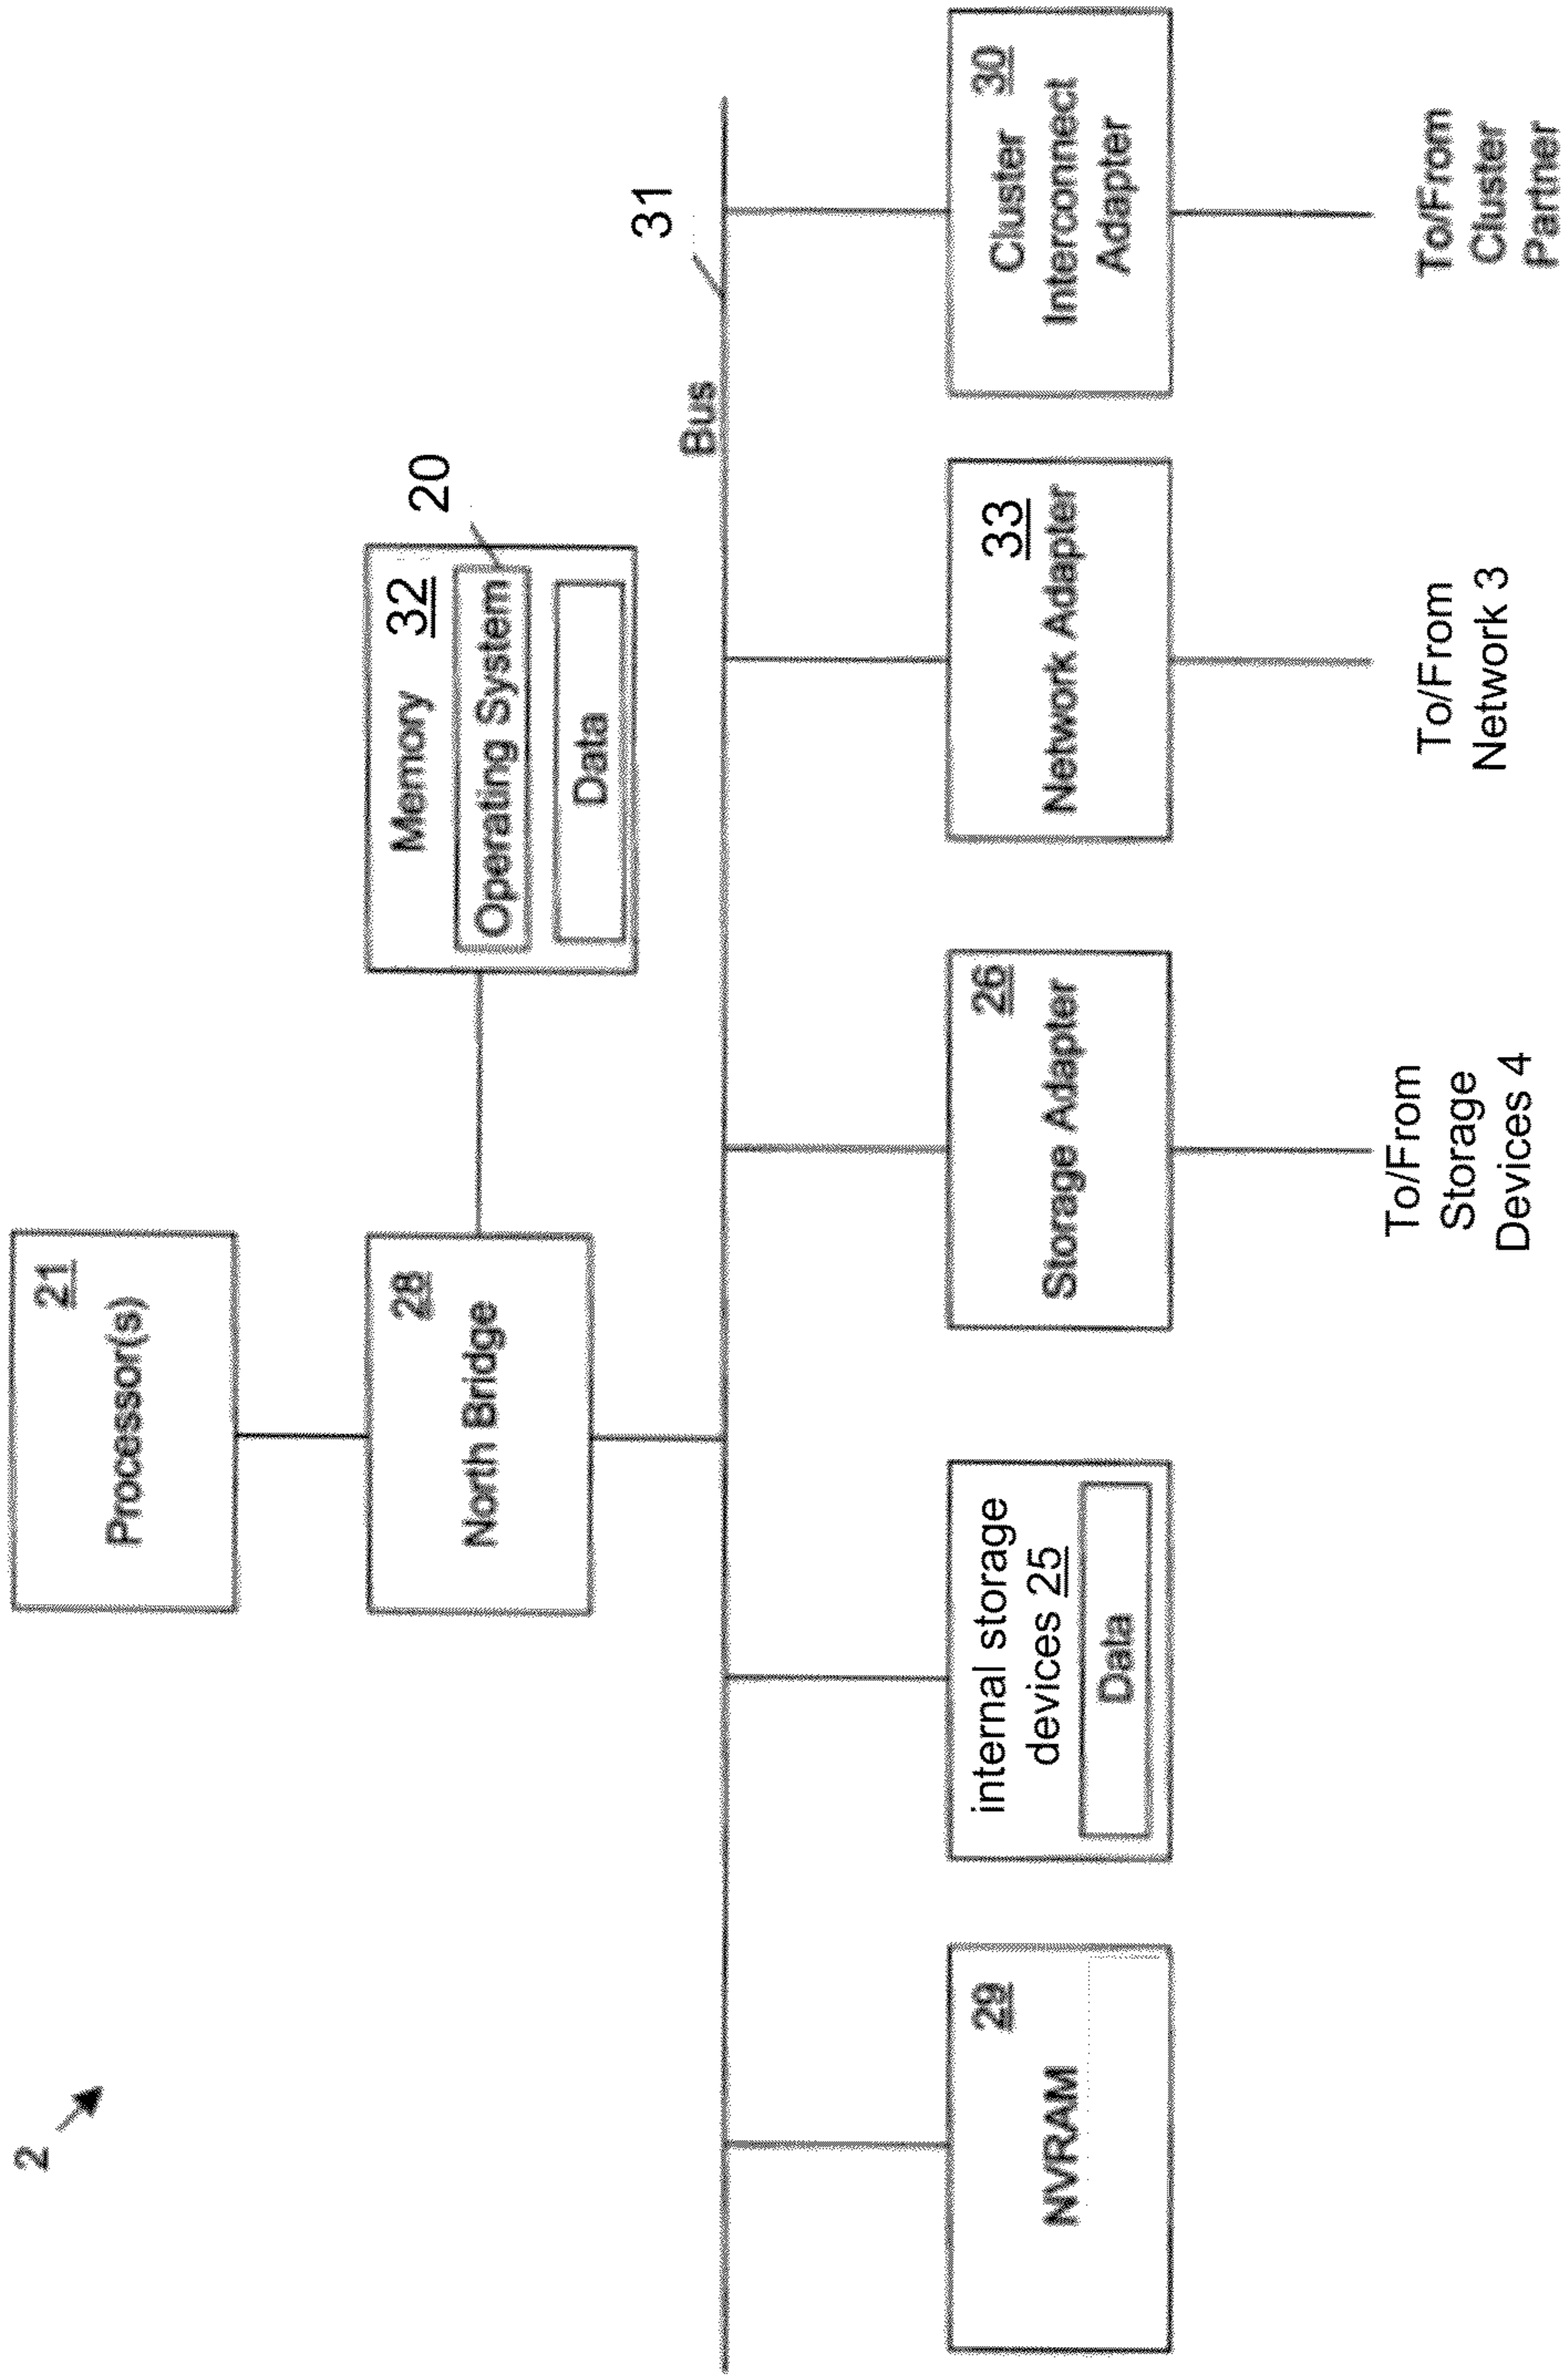 2
21
Processor(s)
28
North Bridge
Memory 32
20
Operating System
Data
Bus
31
29
NVRAM
internal storage
devices 25
Data
26
Storage Adapter
33
Network Adapter
30
Cluster
Interconnect
Adapter
To/From
Storage
Devices 4
To/From
Network 3
To/From
Cluster
Partner